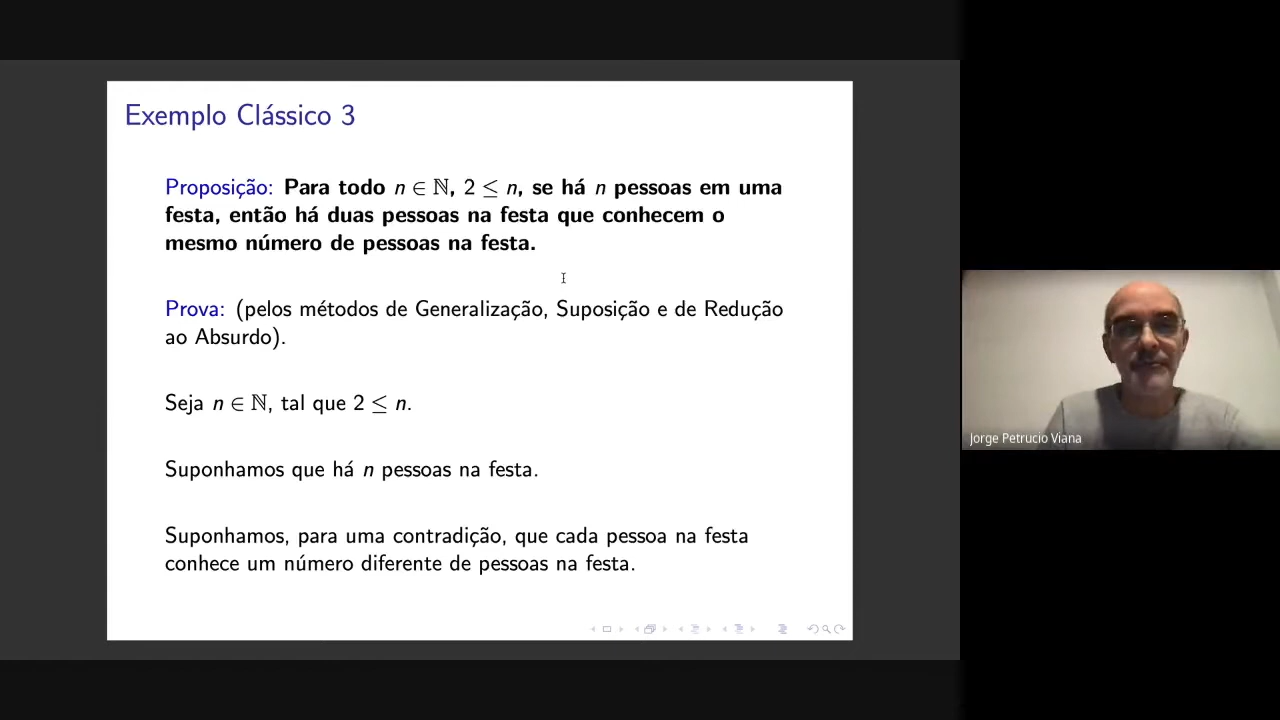 Exemplo Clássico 3
Proposição: Para todo n ∈ ℕ, 2 ≤ n, se há n pessoas em uma
festa, então há duas pessoas na festa que conhecem o
mesmo número de pessoas na festa.
Prova: (pelos métodos de Generalização, Suposição e de Redução
ao Absurdo).
Seja n ∈ ℕ, tal que 2 ≤ n.
Suponhamos que há n pessoas na festa.
Suponhamos, para uma contradição, que cada pessoa na festa
conhece um número diferente de pessoas na festa.
Jorge Petrucio Viana